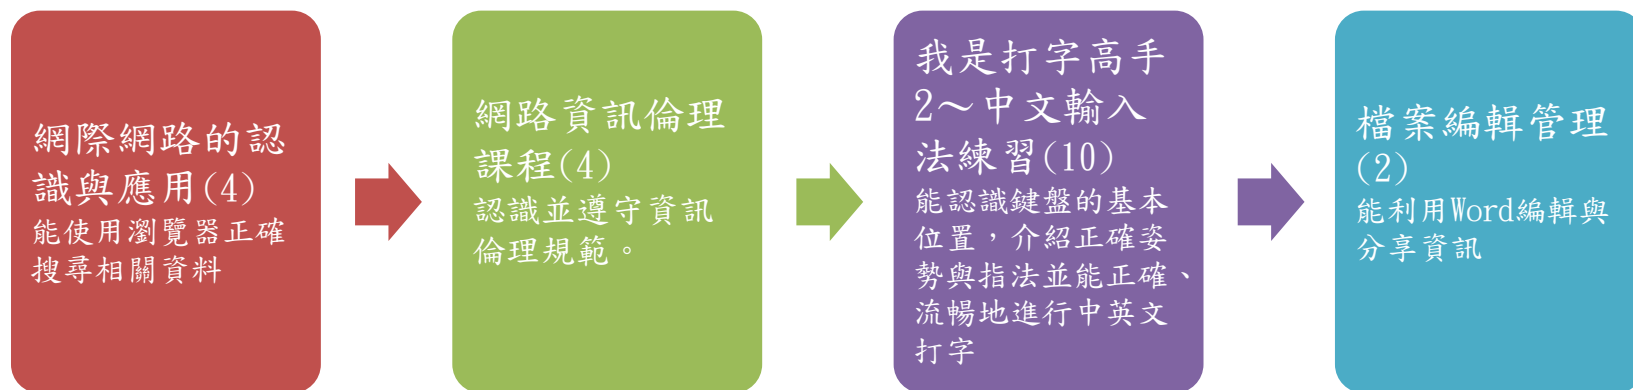 網際網路的認
識與應用(4)
能使用瀏覽器正確
搜尋相關資料
網路資訊倫理
課程(4)
認識並遵守資訊
倫理規範。
我是打字高手
2～中文輸入
法練習(10)
能認識鍵盤的基本
位置，介紹正確姿
勢與指法並能正確、
流暢地進行中英文
打字
檔案編輯管理
(2)
能利用Word編輯與
分享資訊